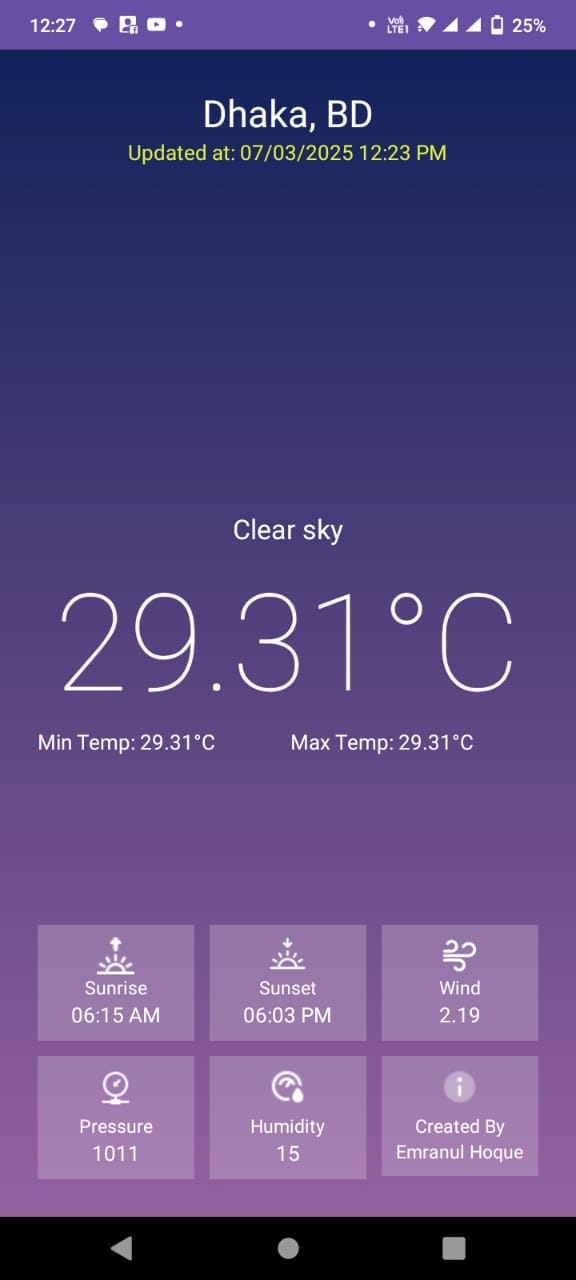 12:27
Vo) LTE1
25%
Dhaka, BD
Updated at: 07/03/2025 12:23 PM
Clear sky
29.31°C
Min Temp: 29.31°C
Max Temp: 29.31°C
Sunrise
06:15 AM
Sunset
06:03 PM
Wind
2.19
Pressure
1011
Humidity
15
Created By
Emranul Hoque